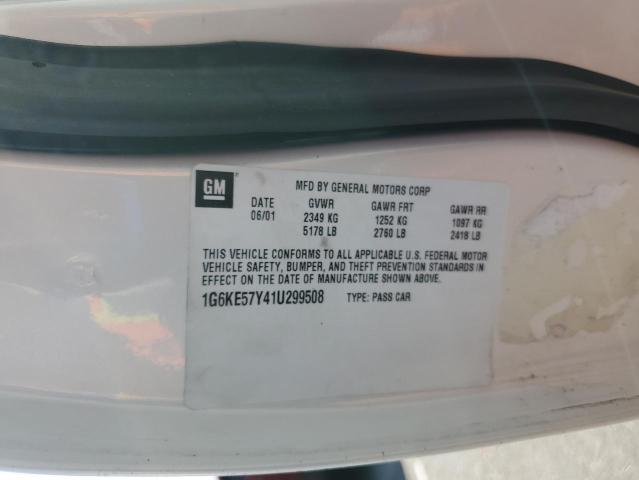 GM
MFD BY GENERAL MOTORS CORP
DATE GVWR GAWR FRT GAWR RR
06/01 2349 KG 1252 KG 1097 KG
5178 LB 2760 LB 2418 LB
THIS VEHICLE CONFORMS TO ALL APPLICABLE U.S. FEDERAL MOTOR
VEHICLE SAFETY, BUMPER, AND THEFT PREVENTION STANDARDS IN
EFFECT ON THE DATE OF MANUFACTURE SHOWN ABOVE.
1G6KE57Y41U299508 TYPE: PASS CAR